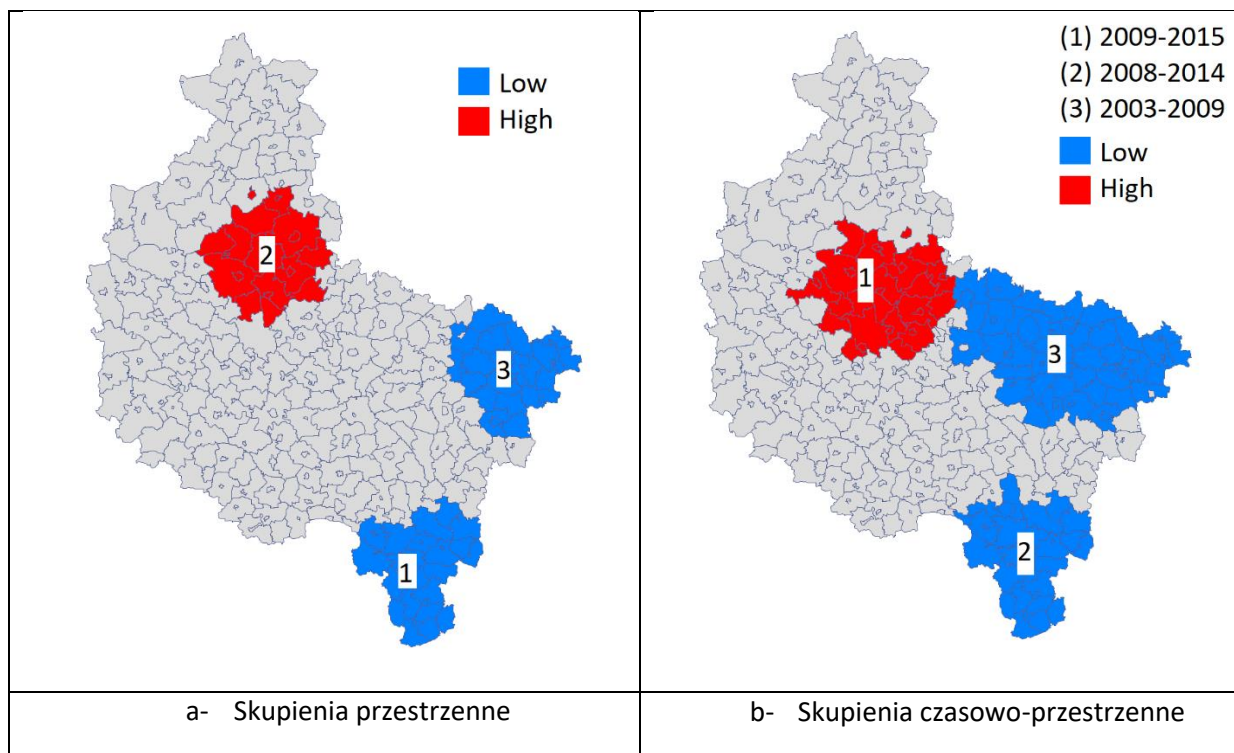 Low
High
2
3
1
a- Skupienia przestrzenne
(1) 2009-2015
(2) 2008-2014
(3) 2003-2009
Low
High
1
3
2
b- Skupienia czasowo-przestrzenne